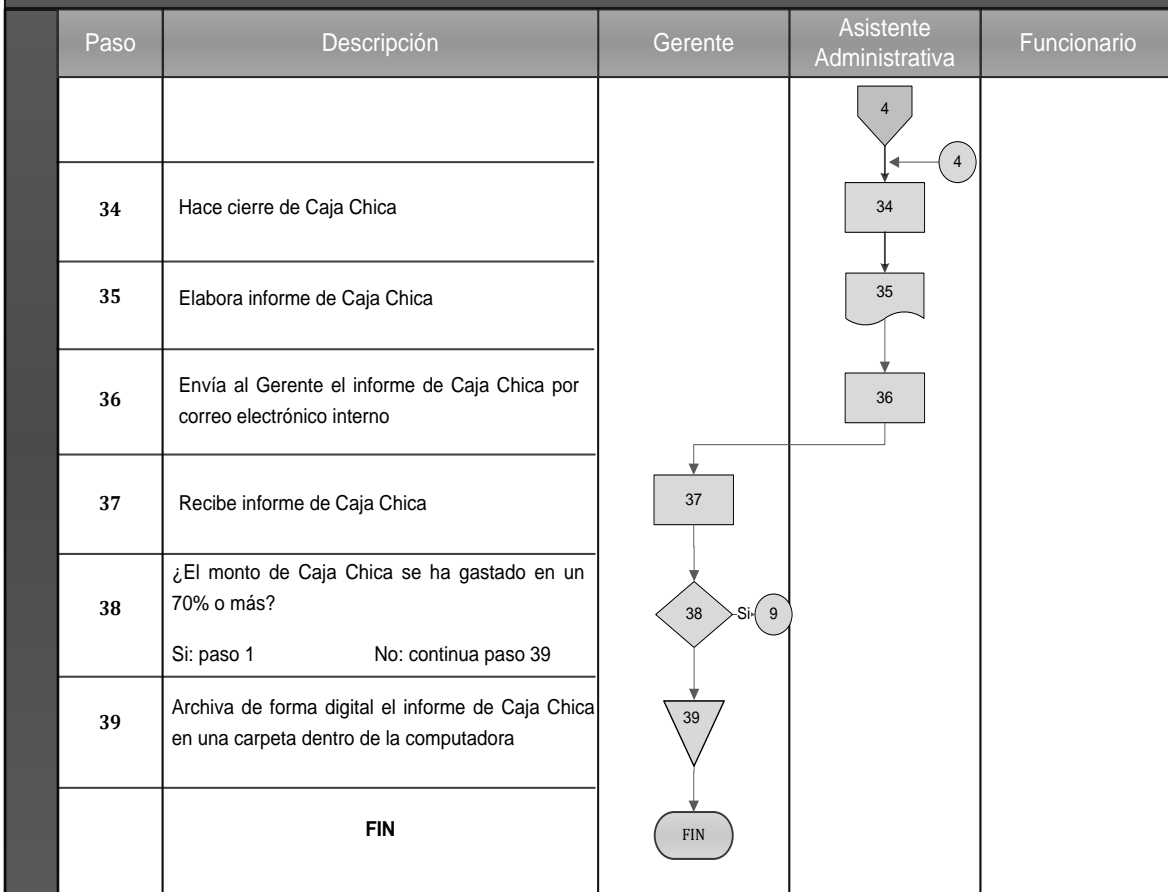 Paso
Descripción
Gerente
Asistente
Administrativa
Funcionario
4
4
34
Hace cierre de Caja Chica
34
35
Elabora informe de Caja Chica
35
36
Envía al Gerente el informe de Caja Chica por
correo electrónico interno
36
37
Recibe informe de Caja Chica
37
38
¿El monto de Caja Chica se ha gastado en un
70% o más?
Si: paso 1 No: continua paso 39
38
Si
9
39
Archiva de forma digital el informe de Caja Chica
en una carpeta dentro de la computadora
39
FIN
FIN